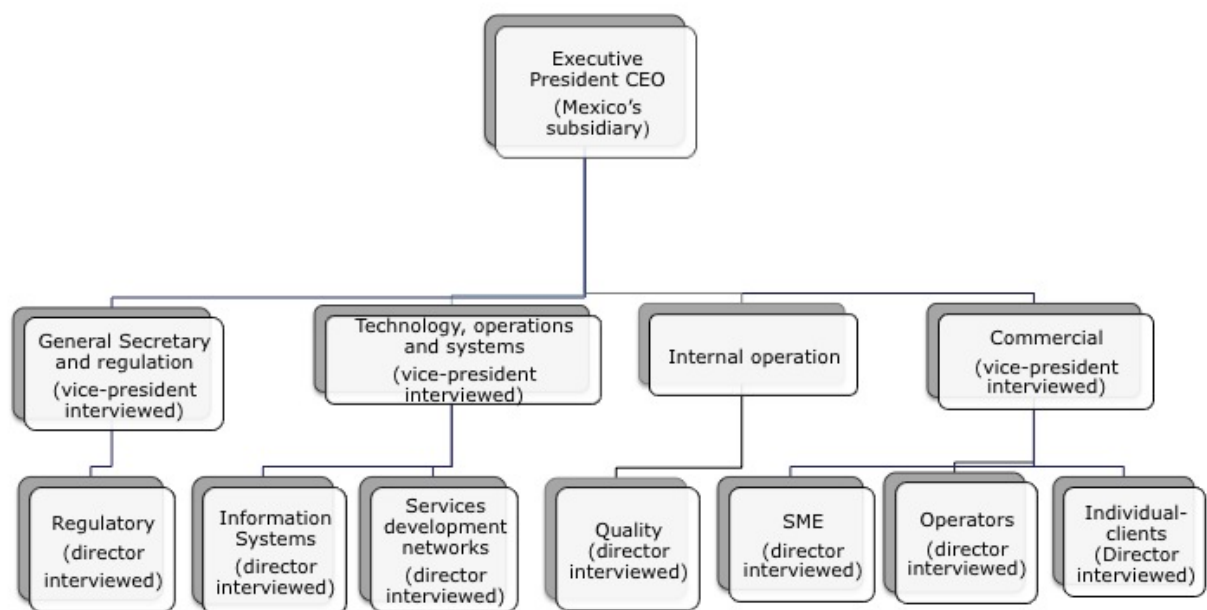 Executive
President CEO
(Mexico's
subsidiary)
General Secretary
and regulation
(vice-president
interviewed)
Technology, operations
and systems
(vice-president
interviewed)
Internal operation
Commercial
(vice-president
interviewed)
Regulatory
(director
interviewed)
Information
Systems
(director
interviewed)
Services
development
networks
(director
interviewed)
Quality
(director
interviewed)
SME
(director
interviewed)
Operators
(director
interviewed)
Individual-
clients
(Director
interviewed)